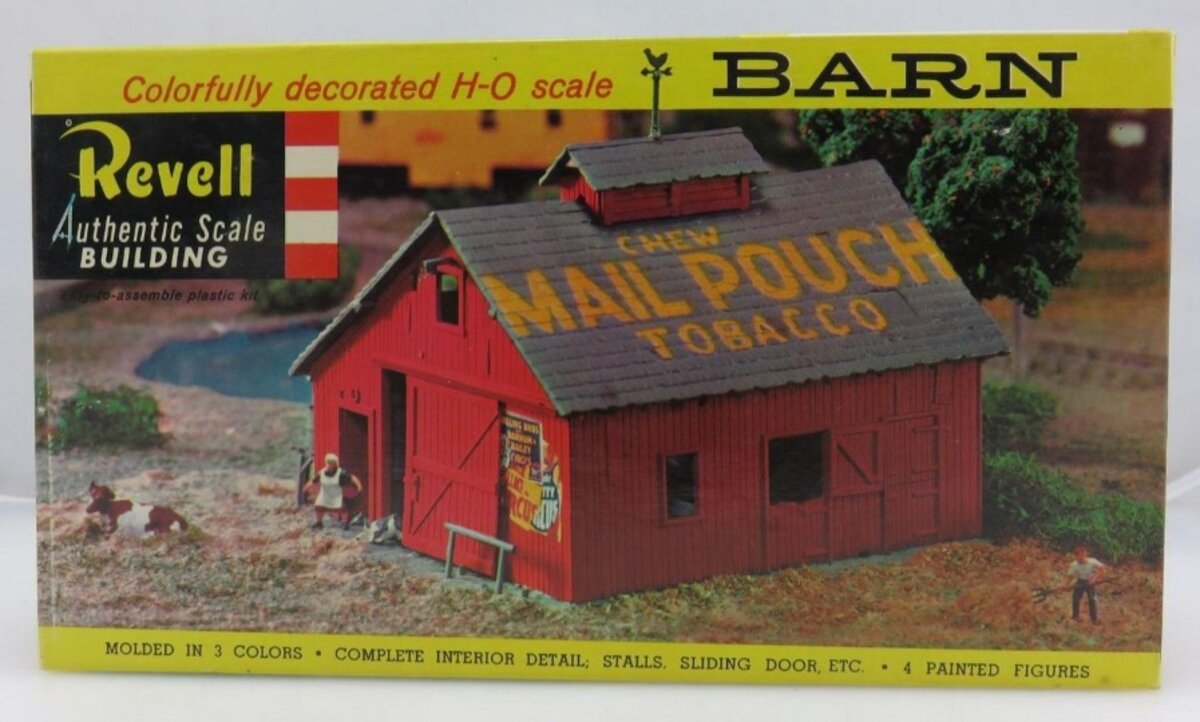 Colorfully decorated H-O scale BARN
Revell
Authentic Scale
BUILDING
easy-to-assemble plastic kit
CHEW
MAIL POUCH
TOBACCO
MOLDED IN 3 COLORS • COMPLETE INTERIOR DETAIL; STALLS, SLIDING DOOR, ETC. • 4 PAINTED FIGURES